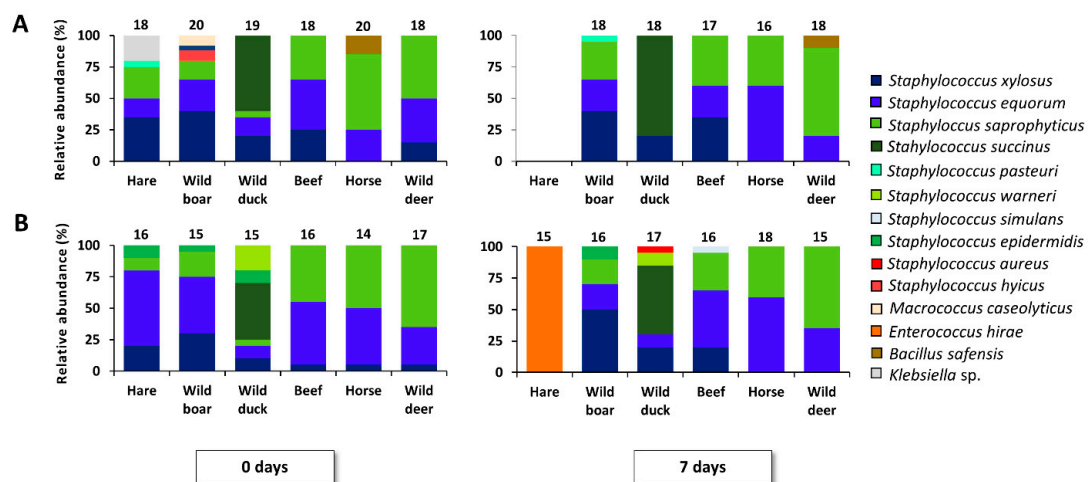 A
Relative abundance (%)
100
75
50
25
0
18
20
19
18
20
18
Hare
Wild boar
Wild duck
Beef
Horse
Wild deer
100
75
50
25
0
18
18
17
16
18
Hare
Wild boar
Wild duck
Beef
Horse
Wild deer
B
Relative abundance (%)
100
75
50
25
0
16
15
15
16
14
17
Hare
Wild boar
Wild duck
Beef
Horse
Wild deer
100
75
50
25
0
15
16
17
16
18
15
Hare
Wild boar
Wild duck
Beef
Horse
Wild deer
Staphylococcus xylosus
Staphylococcus equorum
Staphyloccus saprophyticus
Stahylococcus succinus
Staphylococcus pasteuri
Staphylococcus warneri
Staphylococcus simulans
Staphylococcus epidermidis
Staphylococcus aureus
Staphylococcus hyicus
Macrococcus caseolyticus
Enterococcus hirae
Bacillus safensis
Klebsiella sp.
0 days
7 days